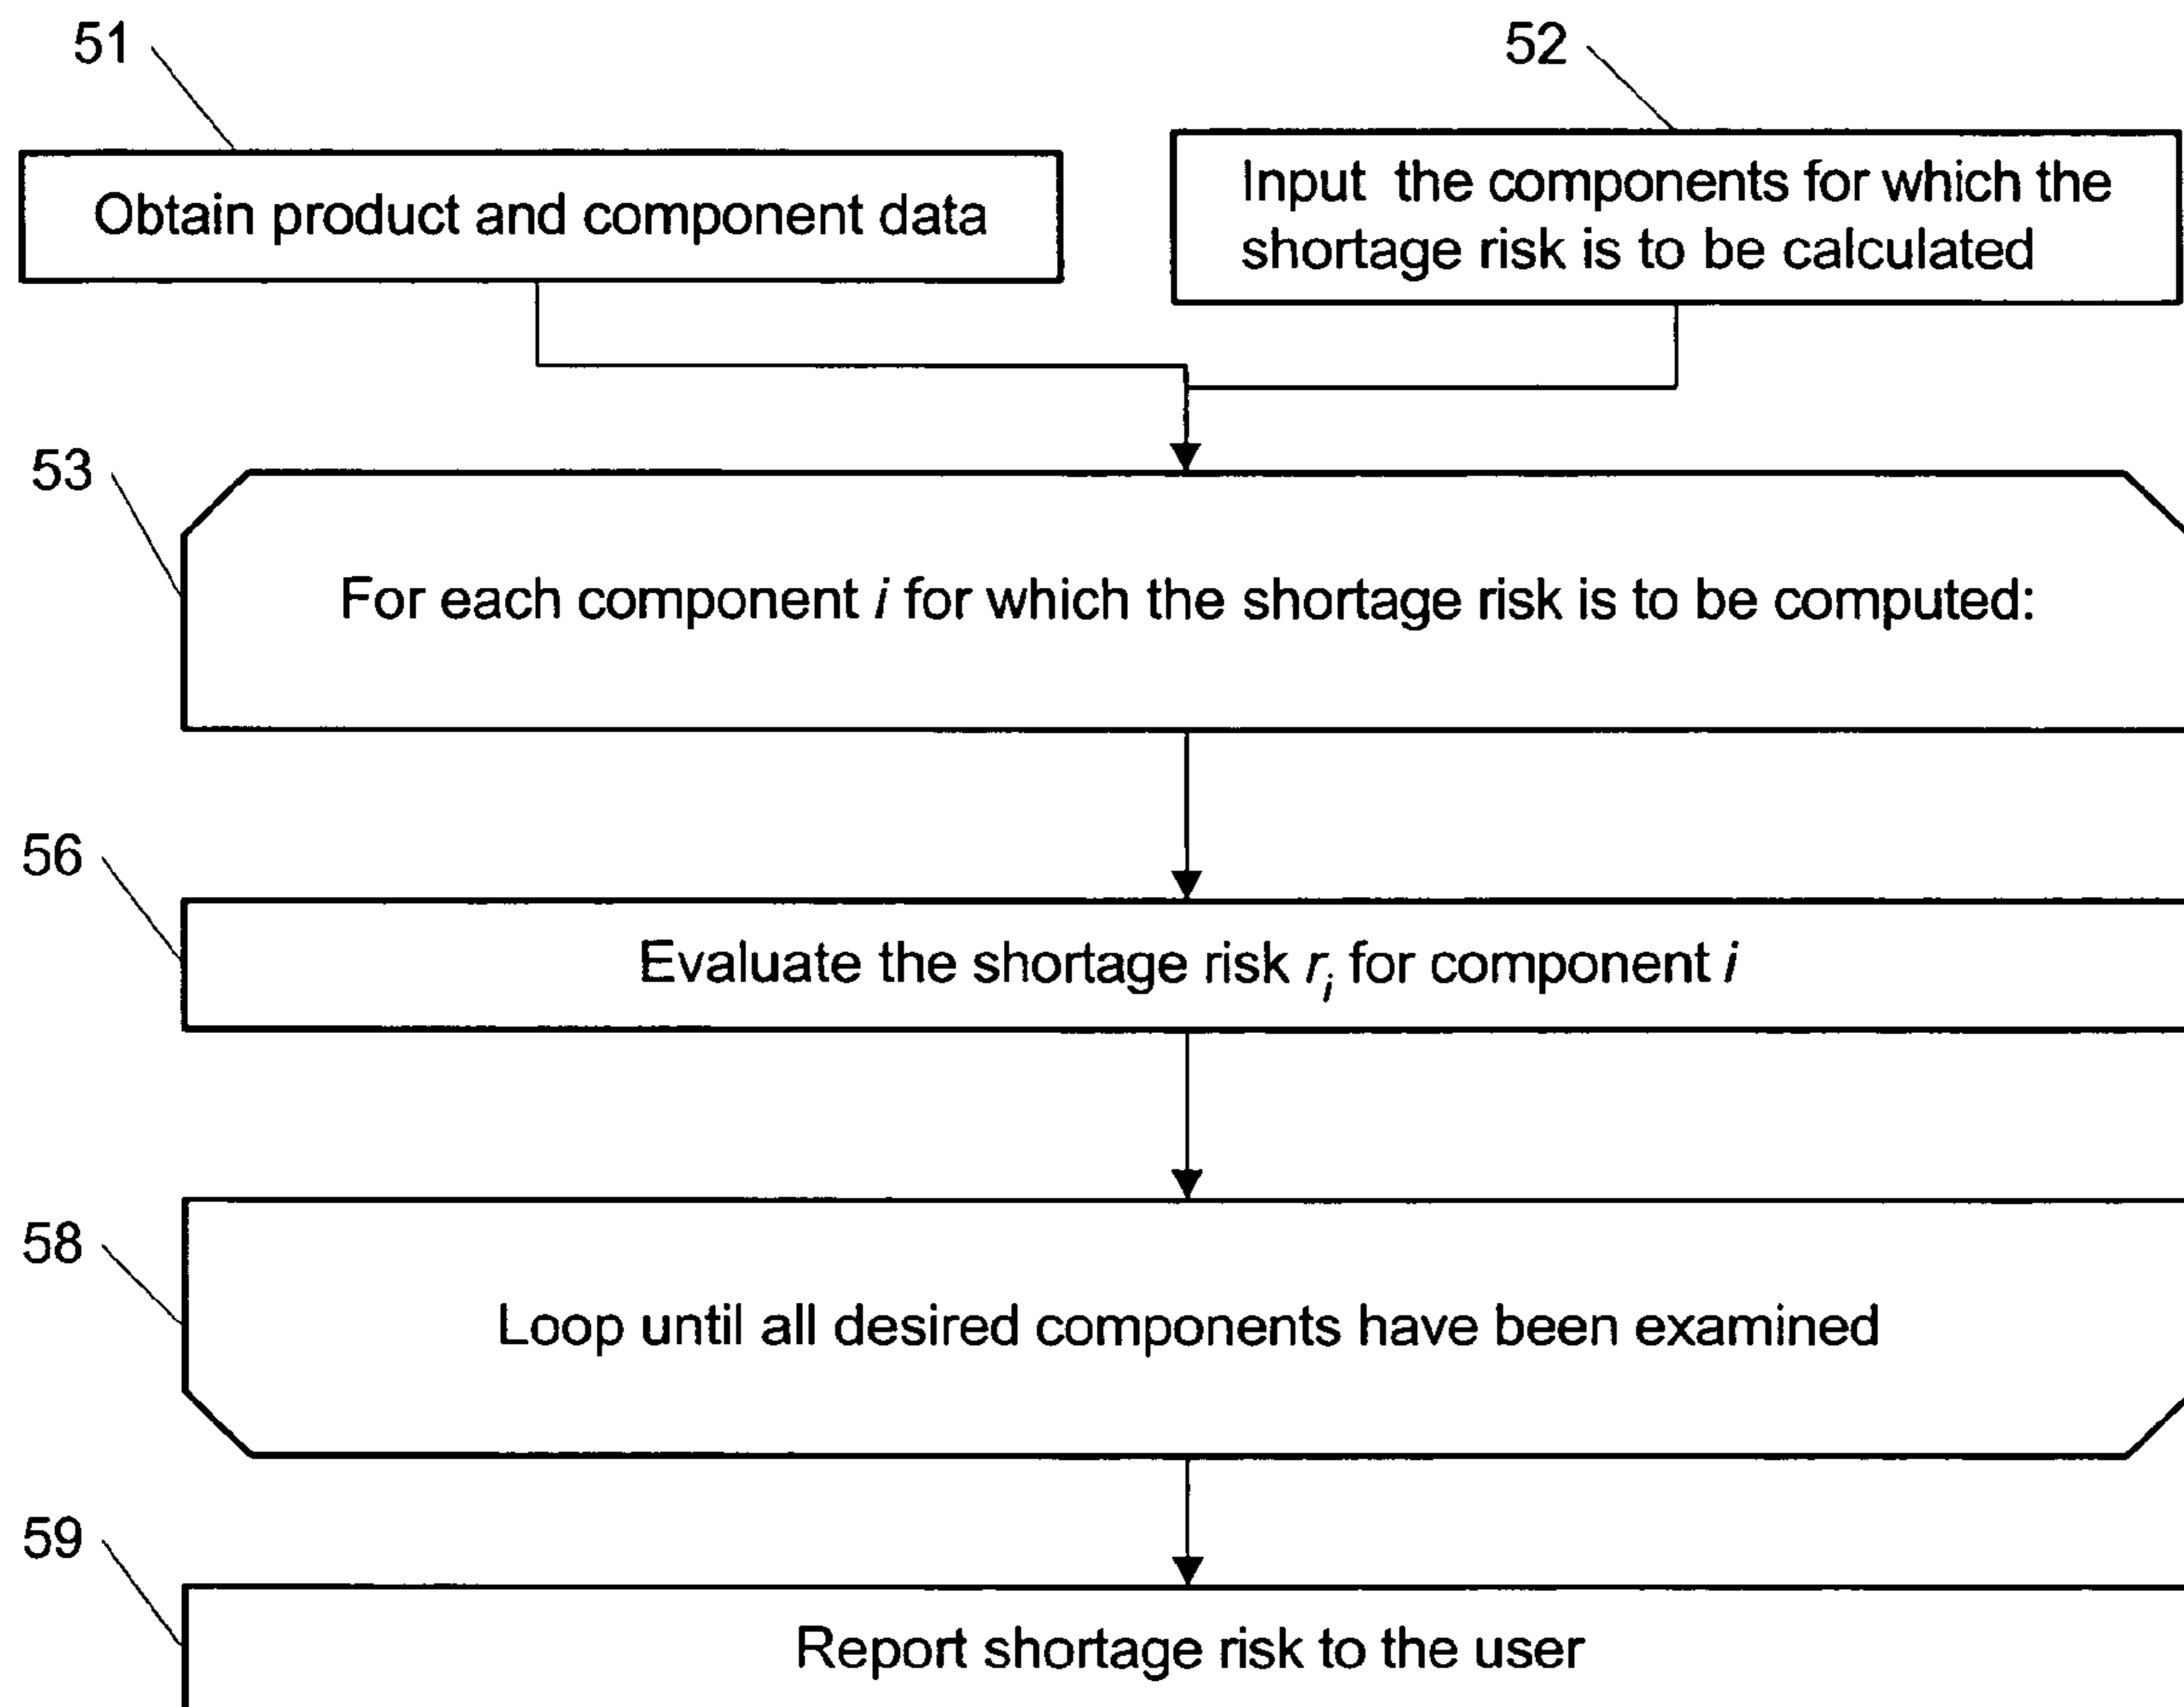 51
52
Obtain product and component data
Input the components for which the
shortage risk is to be calculated
53
For each component i for which the shortage risk is to be computed:
56
Evaluate the shortage risk ri for component i
58
Loop until all desired components have been examined
59
Report shortage risk to the user